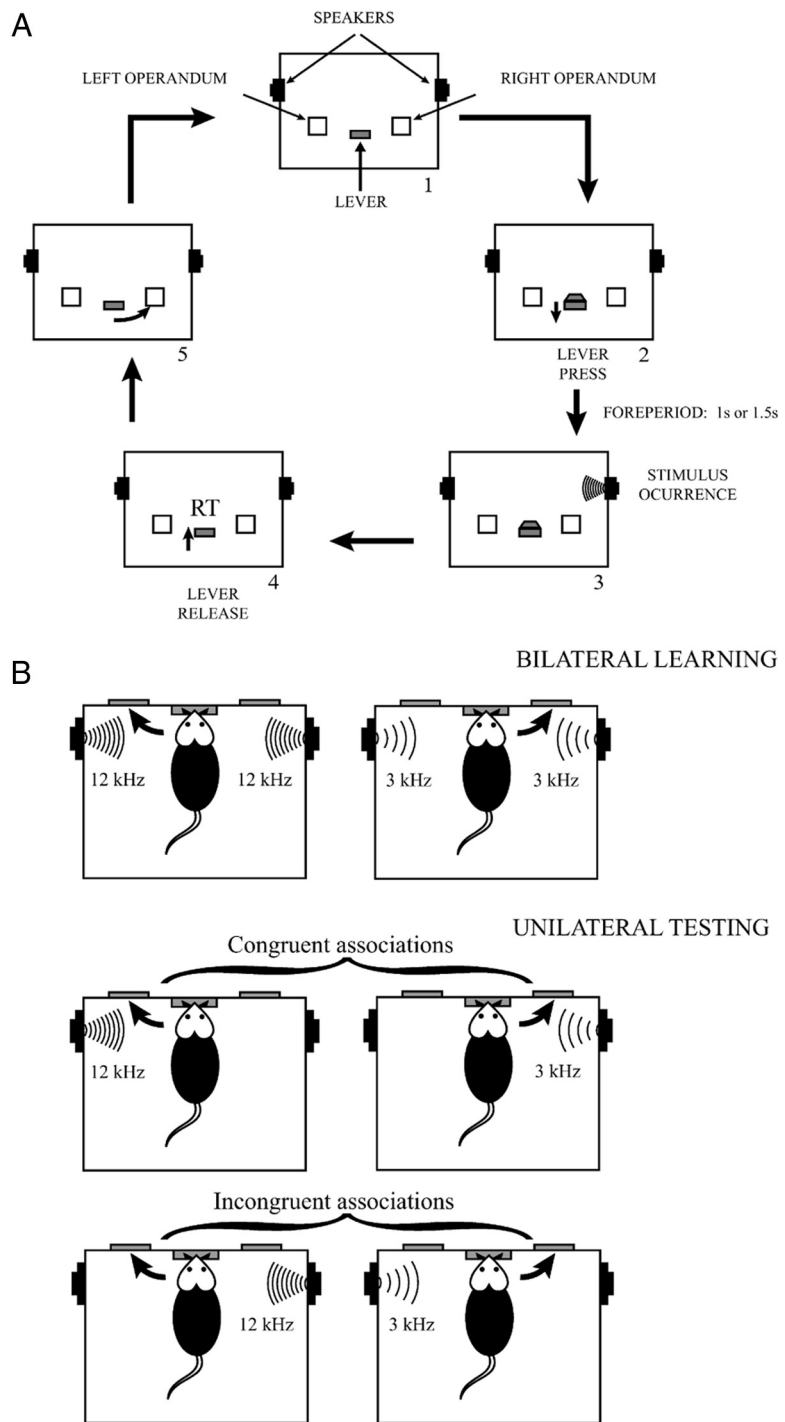 A
SPEAKERS
LEFT OPERANDUM
RIGHT OPERANDUM
LEVER
1
2
LEVER
PRESS
FOREPERIOD: 1s or 1.5s
STIMULUS
OCURRENCE
3
RT
4
LEVER
RELEASE
5
B
BILATERAL LEARNING
12 kHz
12 kHz
3 kHz
3 kHz
UNILATERAL TESTING
Congruent associations
12 kHz
3 kHz
Incongruent associations
12 kHz
3 kHz